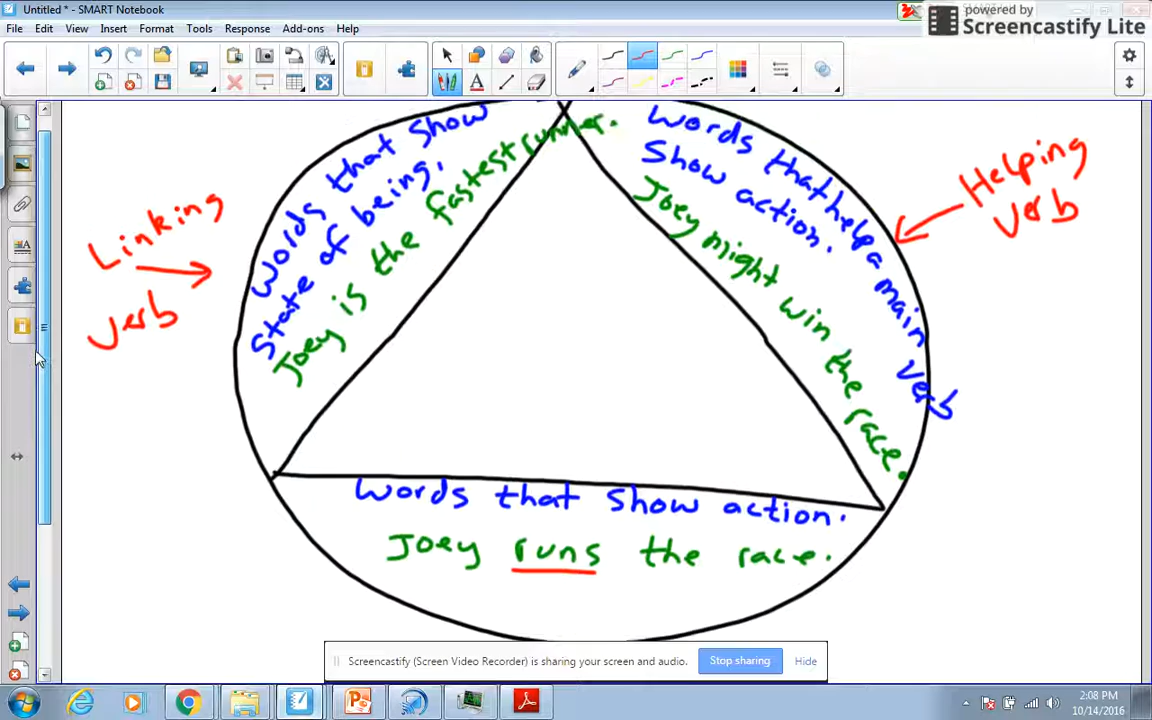 Untitled * - SMART Notebook
powered by
Screencastify Lite
File Edit View Insert Format Tools Response Add-ons Help
Linking
verb
Words that show
State of being.
Joey is the fastest runner.
Words that help a main verb
Show action.
Joey might win the race.
Helping
verb
Words that show action.
Joey runs the race.
Screencastify (Screen Video Recorder) is sharing your screen and audio.
Stop sharing
Hide
2:08 PM
10/14/2016